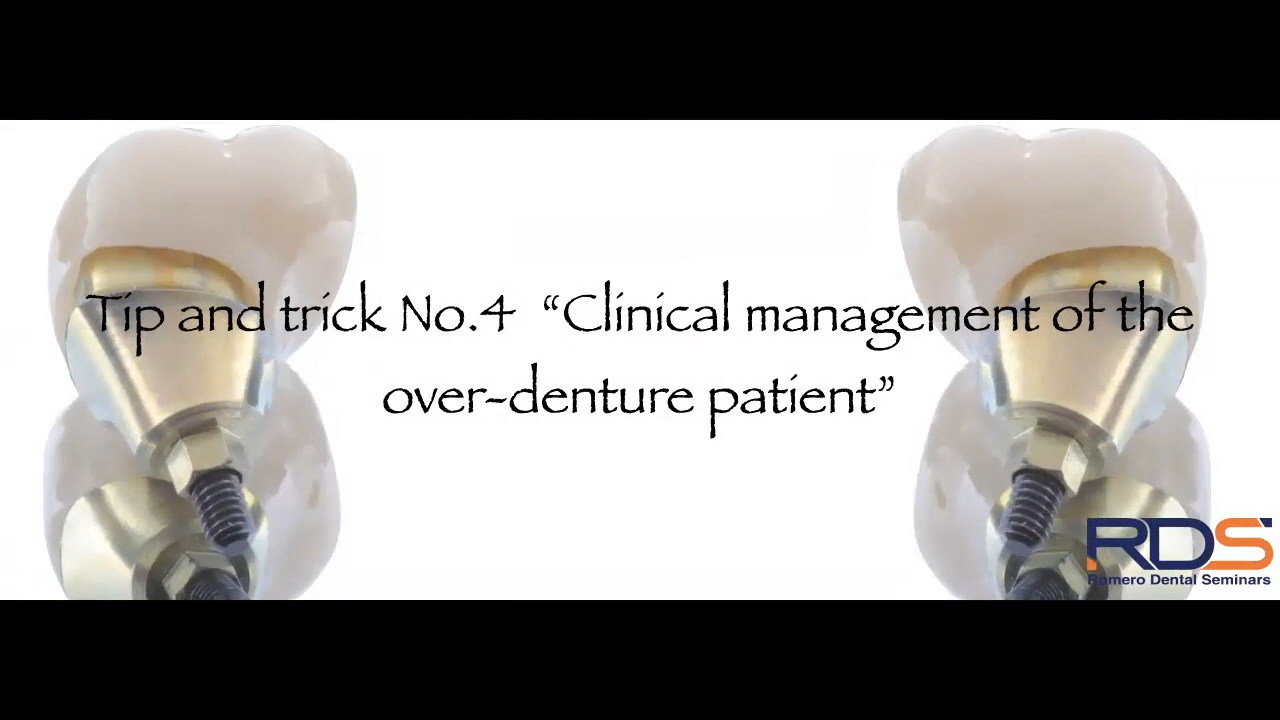 Tip and trick No.4 “Clinical management of the
over-denture patient”
RDS
Romero Dental Seminars